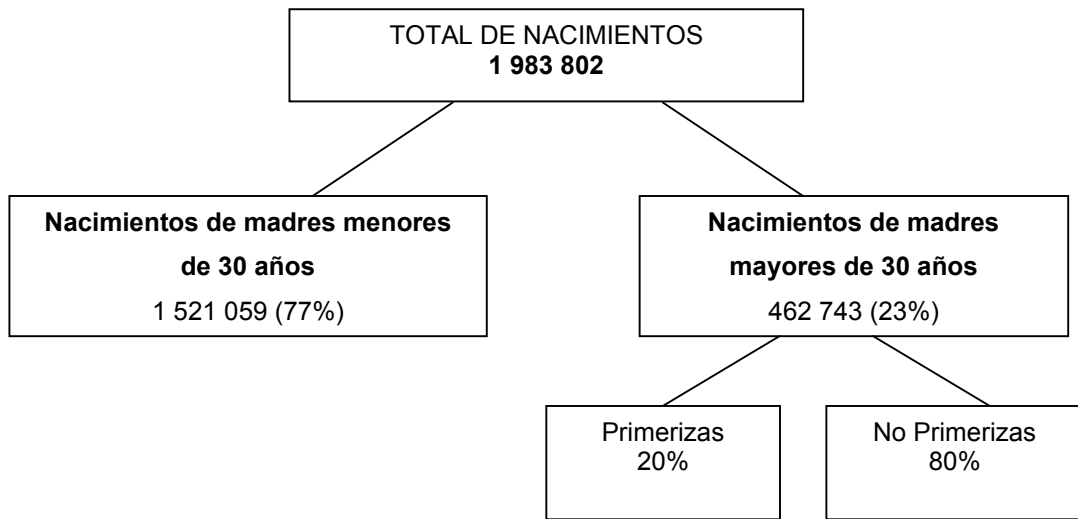 TOTAL DE NACIMIENTOS
1 983 802
Nacimientos de madres menores
de 30 años
1 521 059 (77%)
Nacimientos de madres
mayores de 30 años
462 743 (23%)
Primerizas
20%
No Primerizas
80%